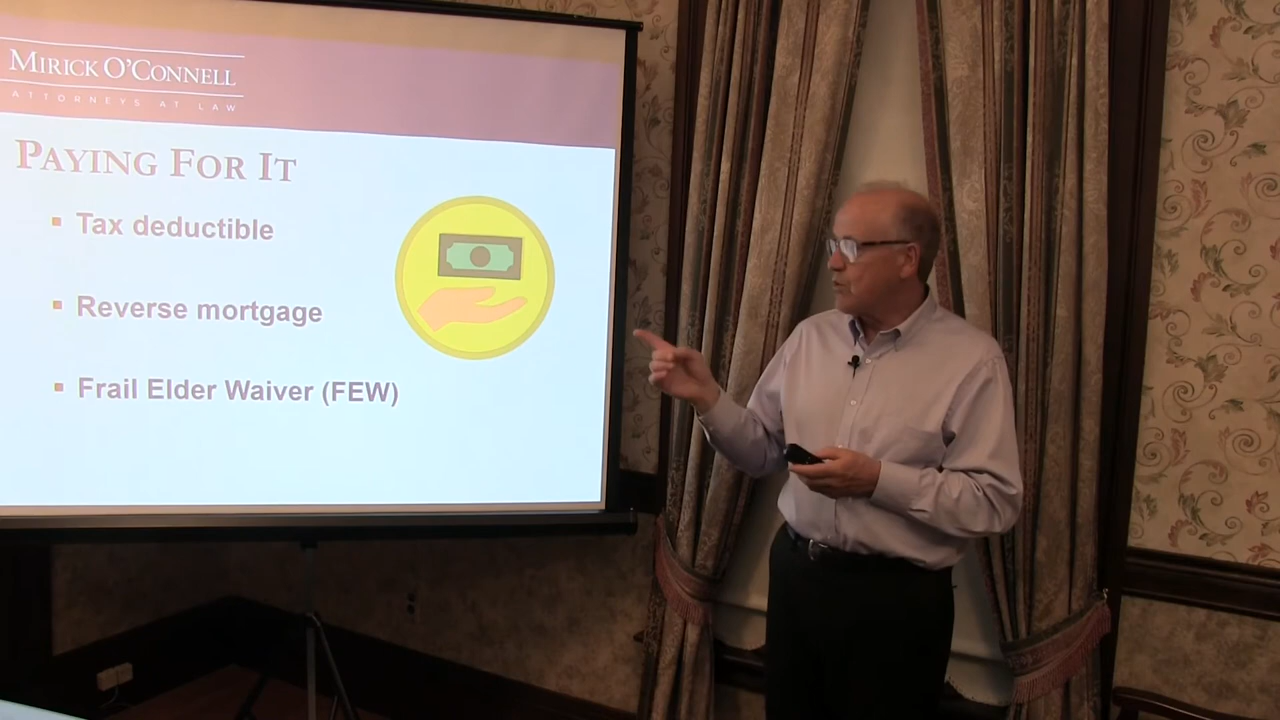 MIRICK O'CONNELL
ATTORNEYS AT LAW
PAYING FOR IT
▪ Tax deductible
▪ Reverse mortgage
▪ Frail Elder Waiver (FEW)